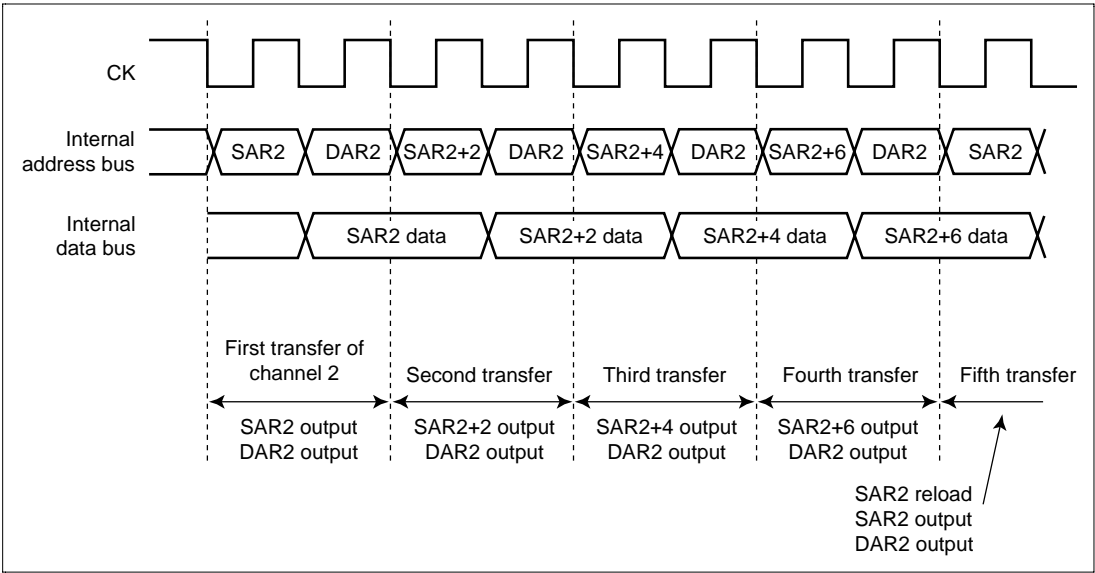 CK
Internal
address bus
SAR2 DAR2 SAR2+2 DAR2 SAR2+4 DAR2 SAR2+6 DAR2 SAR2
Internal
data bus
SAR2 data SAR2+2 data SAR2+4 data SAR2+6 data
First transfer of
channel 2
Second transfer Third transfer Fourth transfer Fifth transfer
SAR2 output SAR2+2 output SAR2+4 output SAR2+6 output
DAR2 output DAR2 output DAR2 output DAR2 output
SAR2 reload
SAR2 output
DAR2 output